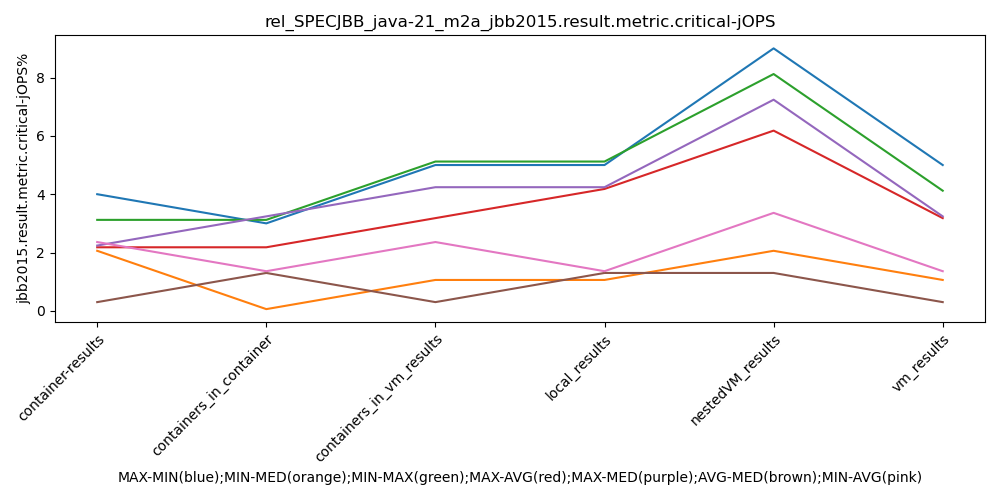 rel_SPECJBB_java-21_m2a_jbb2015.result.metric.critical-jOPS
jbb2015.result.metric.critical-jOPS%
8
6
4
2
0
container-results
containers_in_container
containers_in_vm_results
local_results
nestedVM_results
vm_results
MAX-MIN(blue);MIN-MED(orange);MIN-MAX(green);MAX-AVG(red);MAX-MED(purple);AVG-MED(brown);MIN-AVG(pink)